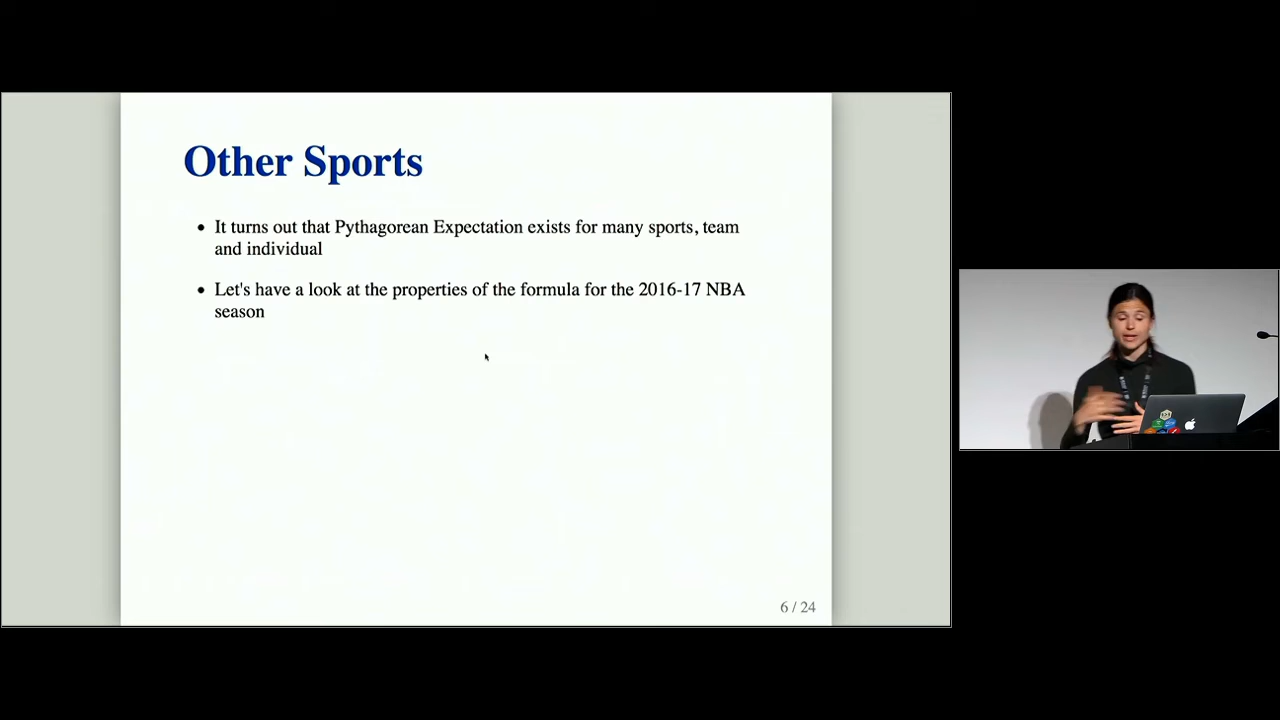 Other Sports
• It turns out that Pythagorean Expectation exists for many sports, team
and individual
• Let's have a look at the properties of the formula for the 2016-17 NBA
season
6 / 24